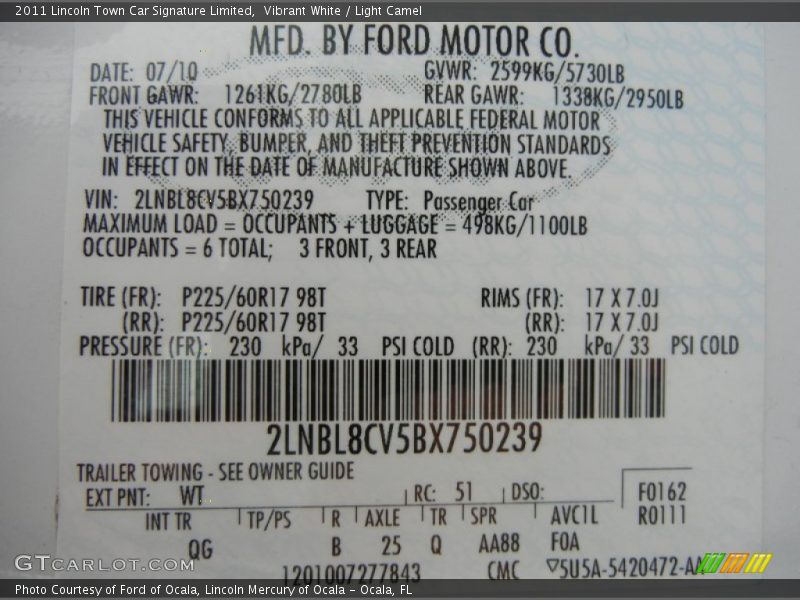 2011 Lincoln Town Car Signature Limited,  Vibrant White / Light Camel
MFD. BY FORD MOTOR CO.
DATE: 07/10 GVWR: 2599KG/5730LB
FRONT GAWR: 1261KG/2780LB REAR GAWR: 1338KG/2950LB
THIS VEHICLE CONFORMS TO ALL APPLICABLE FEDERAL MOTOR
VEHICLE SAFETY, BUMPER, AND THEFT PREVENTION STANDARDS
IN EFFECT ON THE DATE OF MANUFACTURE SHOWN ABOVE.
VIN: 2LNBL8CV5BX750239 TYPE: Passenger Car
MAXIMUM LOAD = OCCUPANTS + LUGGAGE = 498KG/1100LB
OCCUPANTS = 6 TOTAL; 3 FRONT, 3 REAR
TIRE (FR): P225/60R17 98T RIMS (FR): 17 X 7.0J
(RR): P225/60R17 98T (RR): 17 X 7.0J
PRESSURE (FR): 230 kPa/ 33 PSI COLD (RR): 230 kPa/ 33 PSI COLD
2LNBL8CV5BX750239
TRAILER TOWING - SEE OWNER GUIDE
EXT PNT: WT RC: 51 DSO: F0162
INT TR TP/PS R AXLE TR SPR AVC1L R0111
QG B 25 Q AA88 F0A
1201007277843 CMC ▽5U5A-5420472-A
GTCARLOT.COM
Photo Courtesy of Ford of Ocala, Lincoln Mercury of Ocala - Ocala, FL